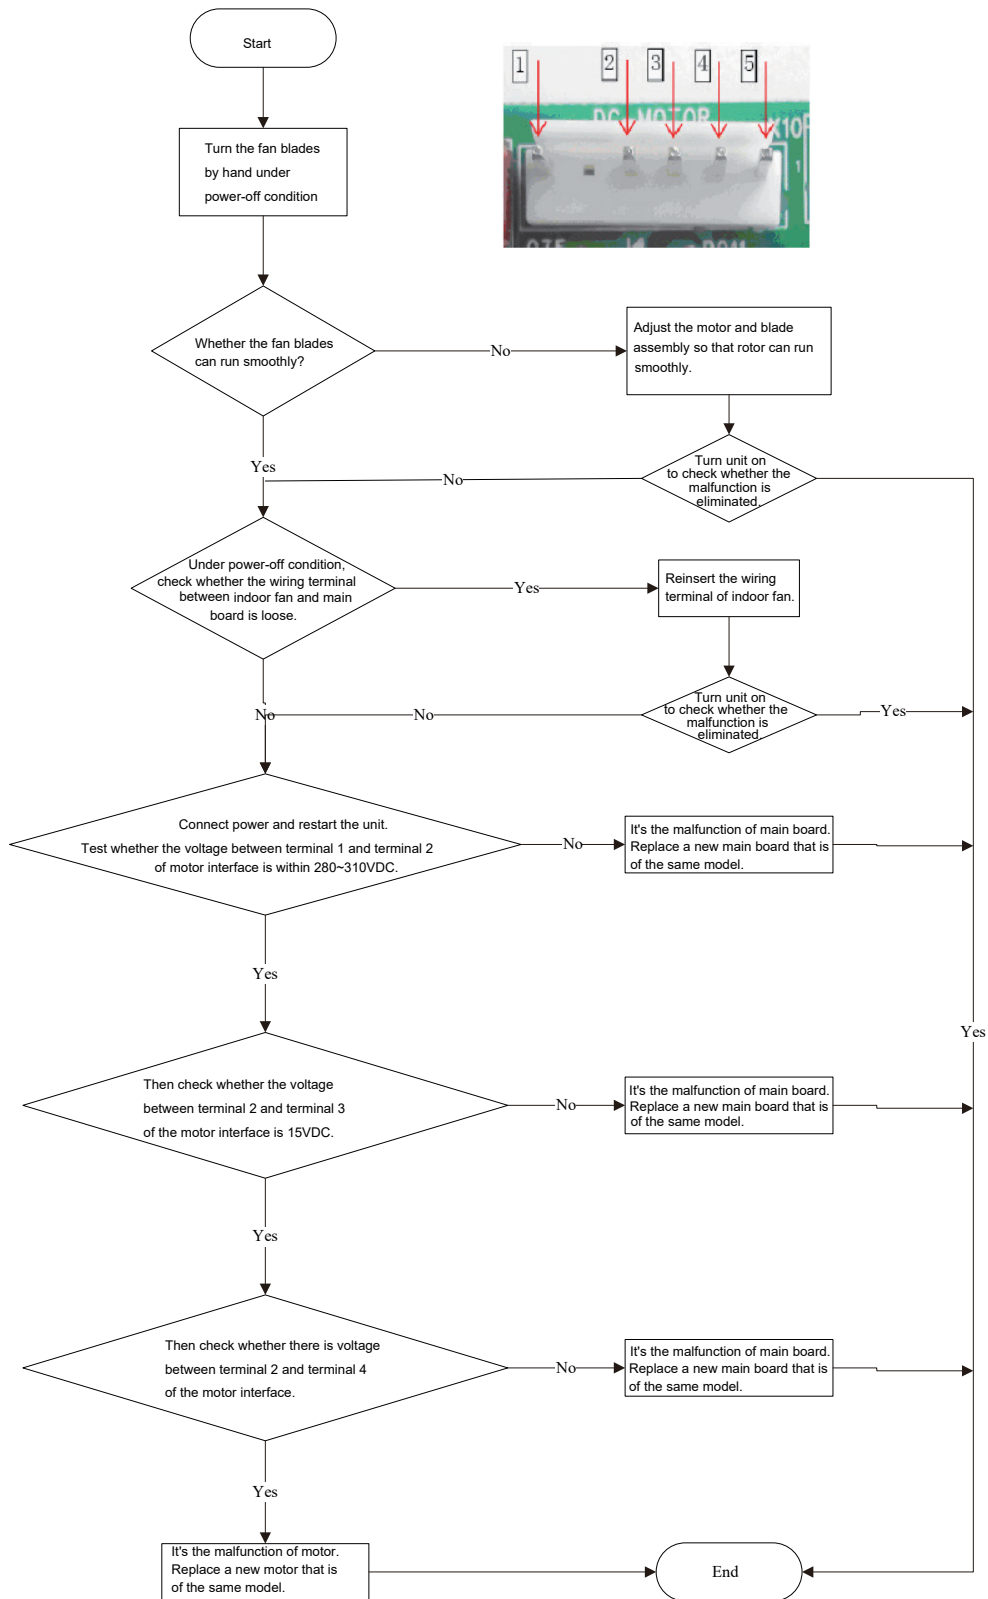 Start
1
2
3
4
5
DC MOTOR
X10
1
Turn the fan blades
by hand under
power-off condition
Whether the fan blades
can run smoothly?
No
Adjust the motor and blade
assembly so that rotor can run
smoothly.
Yes
No
Turn unit on
to check whether the
malfunction is
eliminated.
Under power-off condition,
check whether the wiring terminal
between indoor fan and main
board is loose.
Yes
Reinsert the wiring
terminal of indoor fan.
No
No
Turn unit on
to check whether the
malfunction is
eliminated.
Yes
Connect power and restart the unit.
Test whether the voltage between terminal 1 and terminal 2
of motor interface is within 280~310VDC.
No
It's the malfunction of main board.
Replace a new main board that is
of the same model.
Yes
Yes
Then check whether the voltage
between terminal 2 and terminal 3
of the motor interface is 15VDC.
No
It's the malfunction of main board.
Replace a new main board that is
of the same model.
Yes
Then check whether there is voltage
between terminal 2 and terminal 4
of the motor interface.
No
It's the malfunction of main board.
Replace a new main board that is
of the same model.
Yes
It's the malfunction of motor.
Replace a new motor that is
of the same model.
End